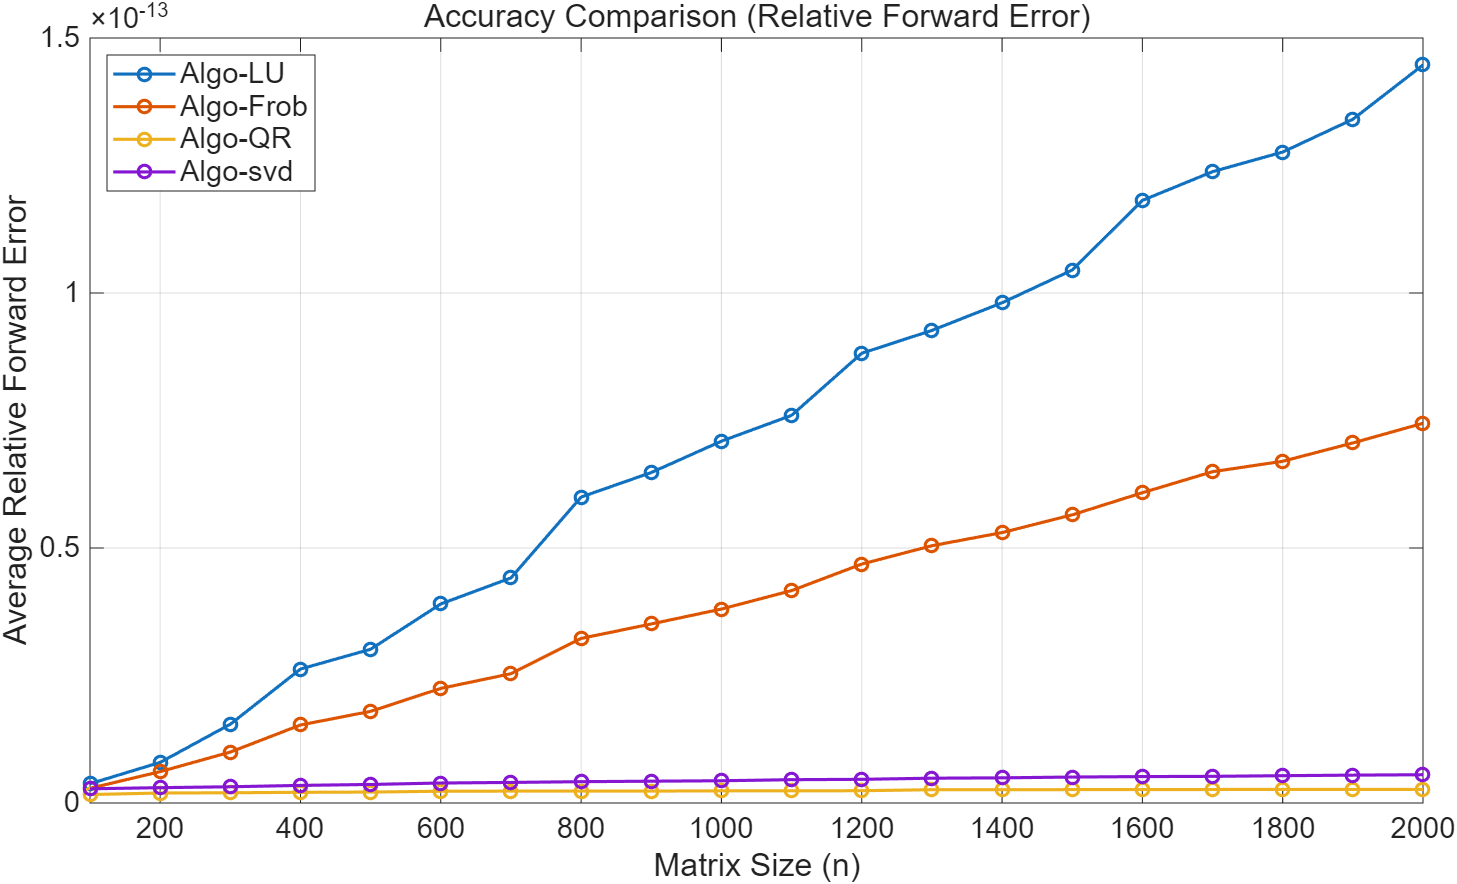 Accuracy Comparison (Relative Forward Error)
×10⁻¹³
1.5
1
0.5
0
Average Relative Forward Error
Algo-LU
Algo-Frob
Algo-QR
Algo-svd
200 400 600 800 1000 1200 1400 1600 1800 2000
Matrix Size (n)